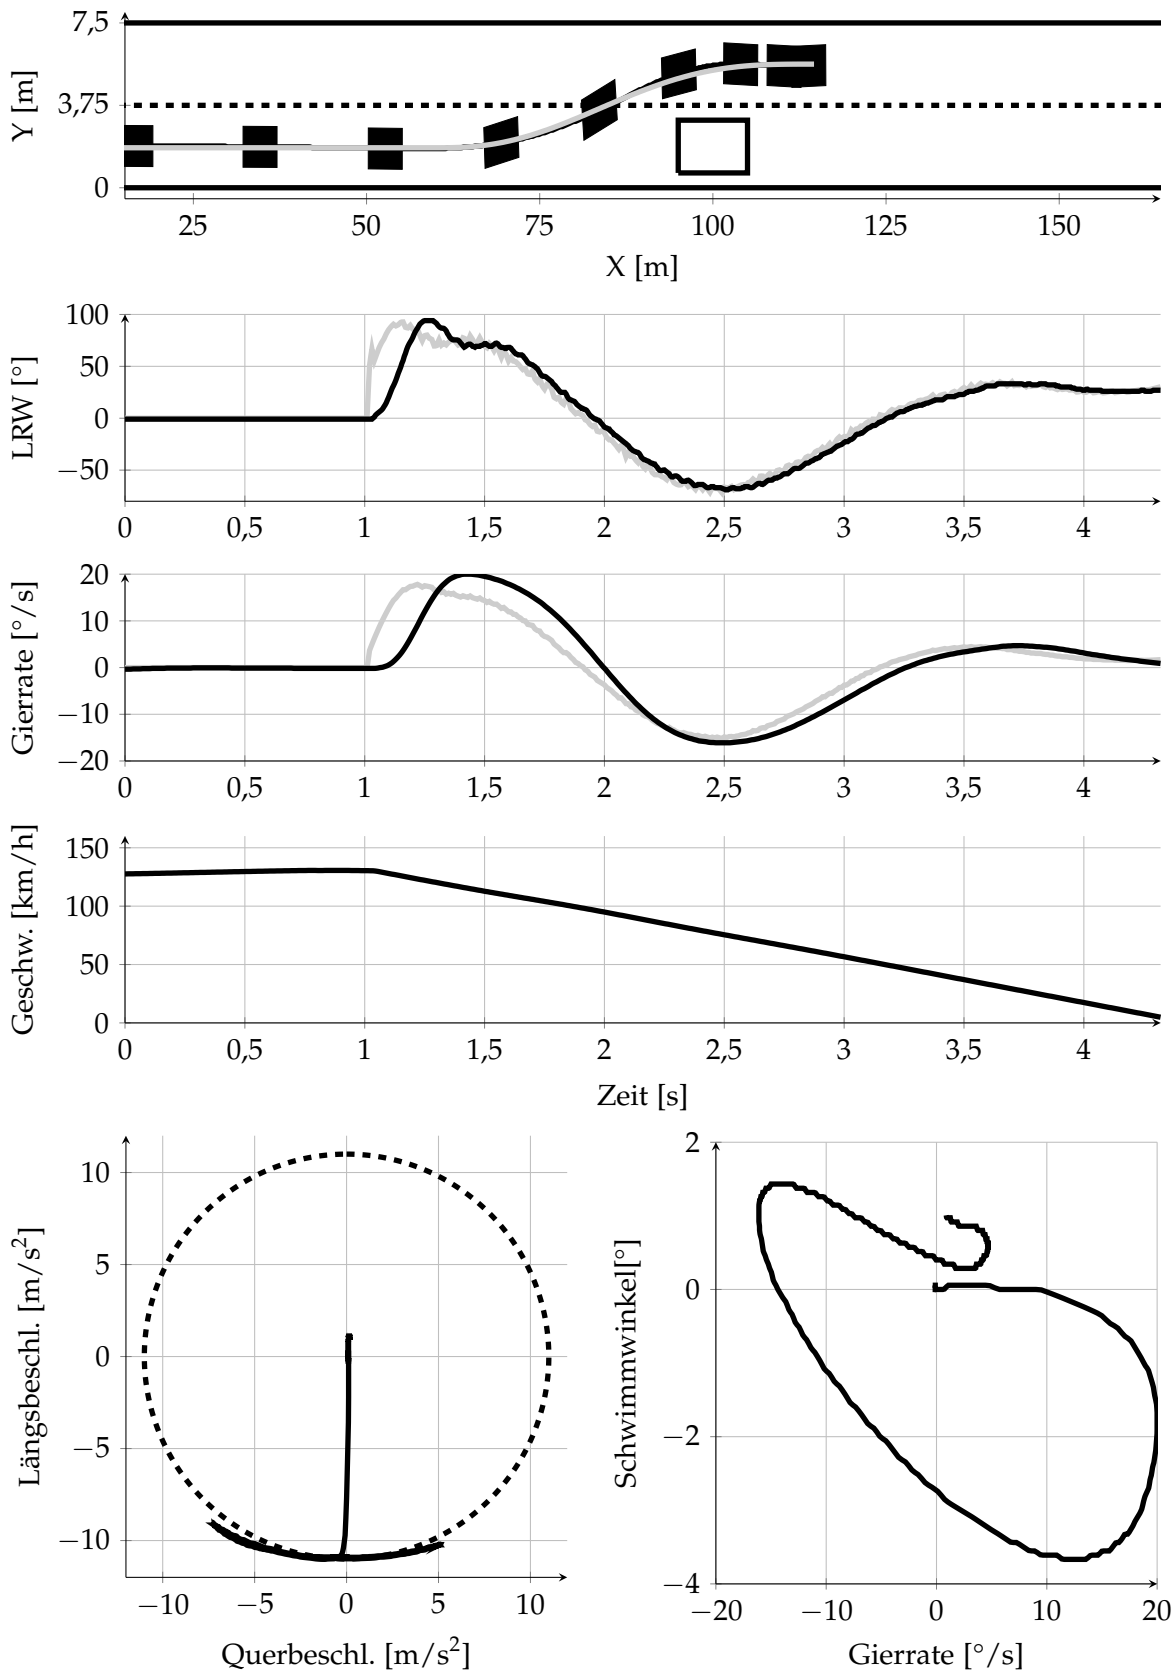 7,5
3,75
0
Y [m]
25 50 75 100 125 150
X [m]
100
50
0
−50
LRW [°]
0 0,5 1 1,5 2 2,5 3 3,5 4
20
10
0
−10
−20
Gierrate [°/s]
0 0,5 1 1,5 2 2,5 3 3,5 4
150
100
50
0
Geschw. [km/h]
0 0,5 1 1,5 2 2,5 3 3,5 4
Zeit [s]
10
5
0
−5
−10
Längsbeschl. [m/s²]
−10 −5 0 5 10
Querbeschl. [m/s²]
2
0
−2
−4
Schwimmwinkel[°]
−20 −10 0 10 20
Gierrate [°/s]